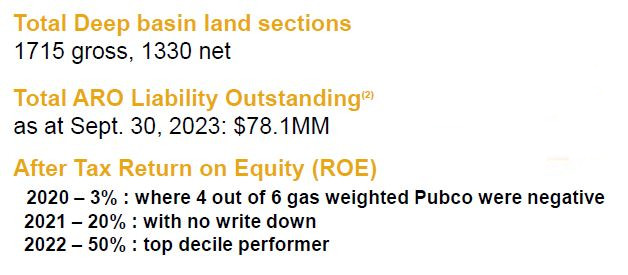 Total Deep basin land sections
1715 gross, 1330 net
Total ARO Liability Outstanding(2)
as at Sept. 30, 2023: $78.1MM
After Tax Return on Equity (ROE)
2020 – 3% : where 4 out of 6 gas weighted Pubco were negative
2021 – 20% : with no write down
2022 – 50% : top decile performer